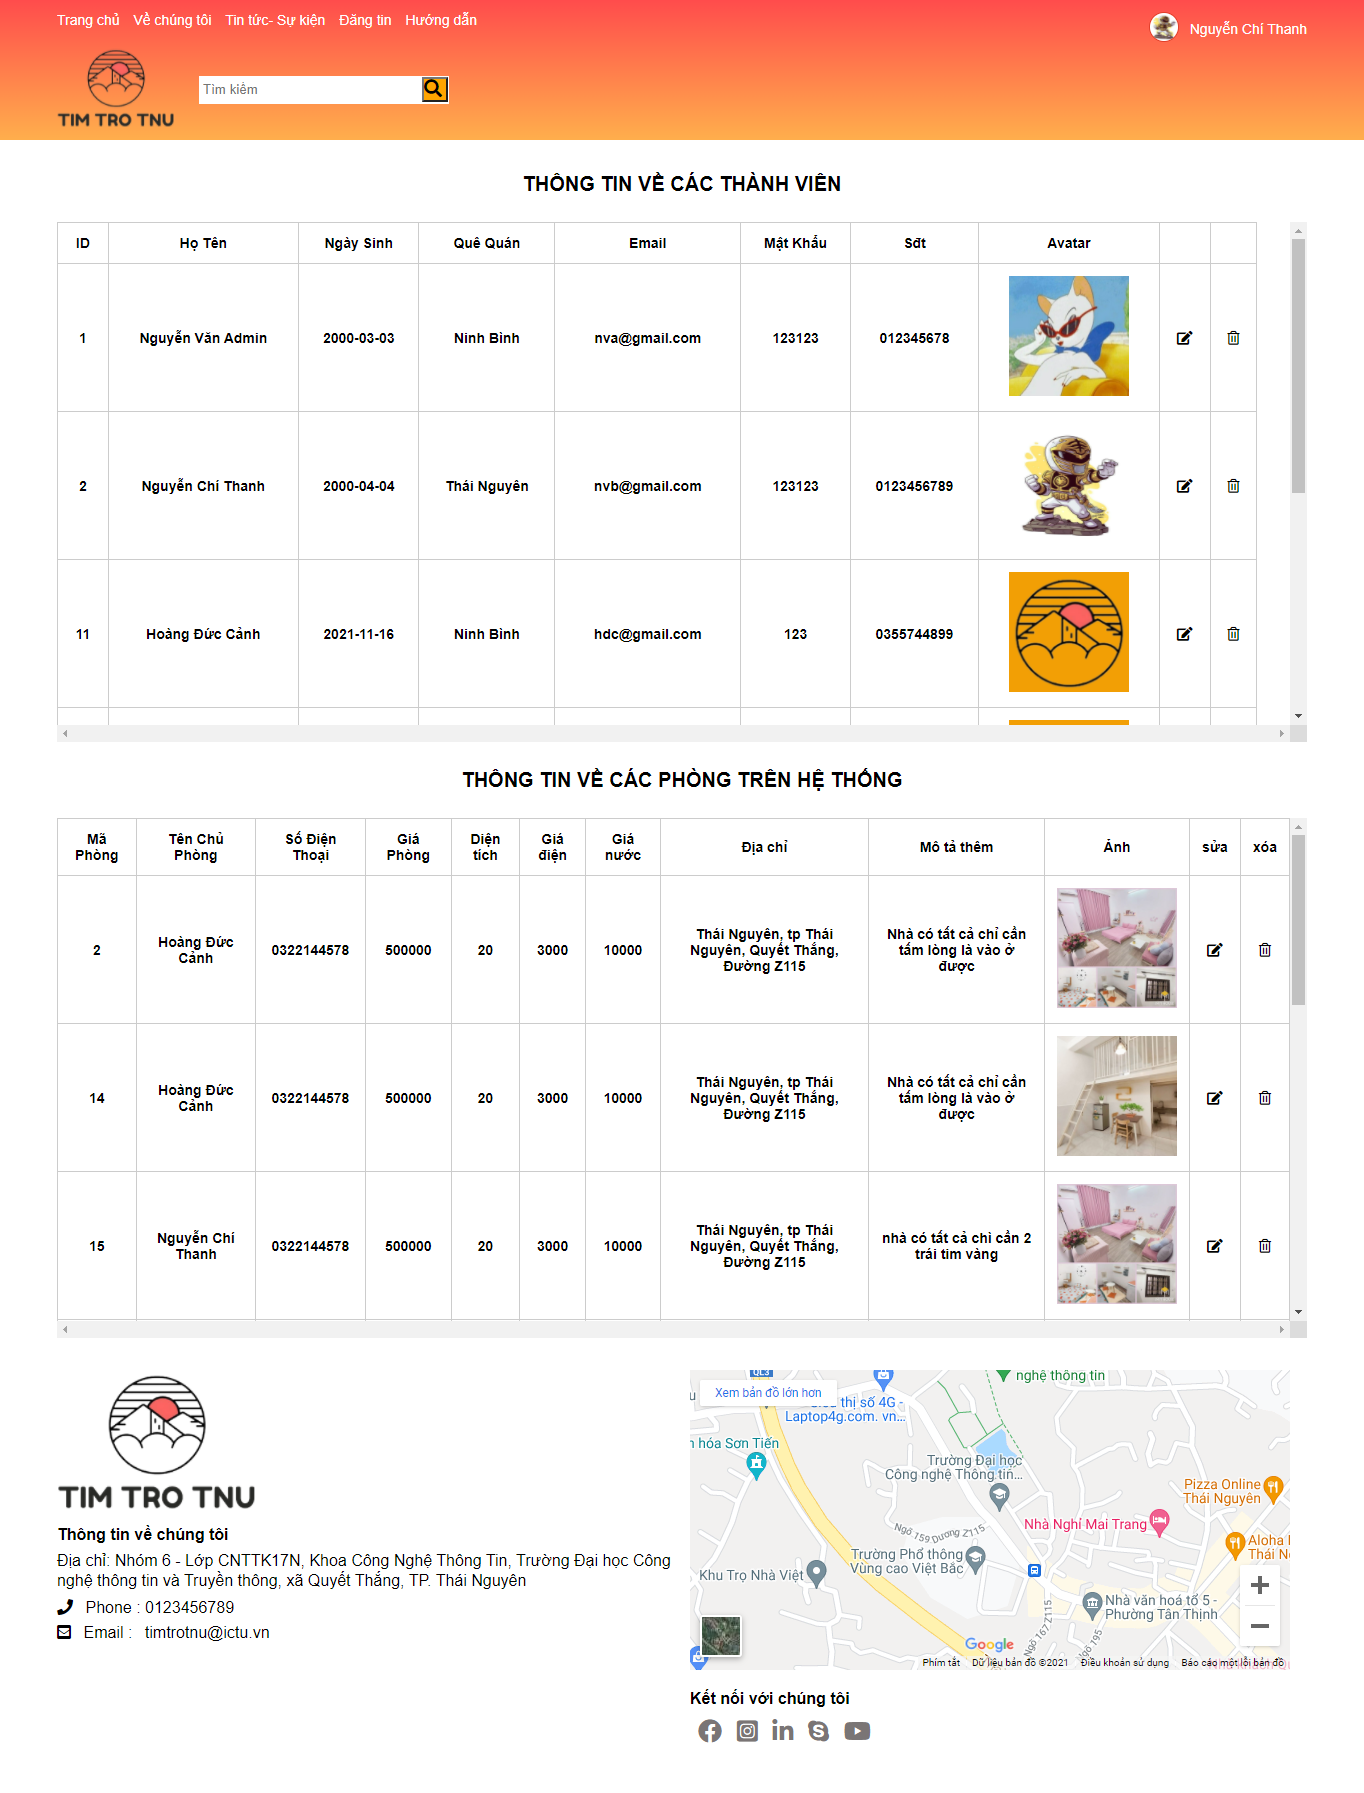 Trang chủ Về chúng tôi Tin tức- Sự kiện Đăng tin Hướng dẫn
Nguyễn Chí Thanh
TIM TRO TNU
Tìm kiếm
THÔNG TIN VỀ CÁC THÀNH VIÊN
ID Họ Tên Ngày Sinh Quê Quán Email Mật Khẩu Sđt Avatar
1 Nguyễn Văn Admin 2000-03-03 Ninh Bình nva@gmail.com 123123 012345678
2 Nguyễn Chí Thanh 2000-04-04 Thái Nguyên nvb@gmail.com 123123 0123456789
11 Hoàng Đức Cảnh 2021-11-16 Ninh Bình hdc@gmail.com 123 0355744899
THÔNG TIN VỀ CÁC PHÒNG TRÊN HỆ THỐNG
Mã Phòng Tên Chủ Phòng Số Điện Thoại Giá Phòng Diện tích Giá điện Giá nước Địa chỉ Mô tả thêm Ảnh sửa xóa
2 Hoàng Đức Cảnh 0322144578 500000 20 3000 10000 Thái Nguyên, tp Thái Nguyên, Quyết Thắng, Đường Z115 Nhà có tất cả chỉ cần tấm lòng là vào ở được
14 Hoàng Đức Cảnh 0322144578 500000 20 3000 10000 Thái Nguyên, tp Thái Nguyên, Quyết Thắng, Đường Z115 Nhà có tất cả chỉ cần tấm lòng là vào ở được
15 Nguyễn Chí Thanh 0322144578 500000 20 3000 10000 Thái Nguyên, tp Thái Nguyên, Quyết Thắng, Đường Z115 nhà có tất cả chỉ cần 2 trái tim vàng
TIM TRO TNU
Thông tin về chúng tôi
Địa chỉ: Nhóm 6 - Lớp CNTTK17N, Khoa Công Nghệ Thông Tin, Trường Đại học Công
nghệ thông tin và Truyền thông, xã Quyết Thắng, TP. Thái Nguyên
Phone : 0123456789
Email : timtrotnu@ictu.vn
QL3
nghệ thông tin
Xem bản đồ lớn hơn
thị số 4G -
Laptop4g.com. vn...
hóa Sơn Tiến
Trường Đại học
Công nghệ Thông tin...
Pizza Online
Thái Nguyên
Nhà Nghỉ Mai Trang
Ngõ 159 Đường Z115
Aloha
Thái
Trường Phổ thông
Vùng cao Việt Bắc
Khu Trọ Nhà Việt
Nhà văn hoá tổ 5 -
Phường Tân Thịnh
Ngõ 167 Z115
Ngõ 195
Google
Phím tắt Dữ liệu bản đồ ©2021 Điều khoản sử dụng Báo cáo một lỗi bản đồ
Kết nối với chúng tôi